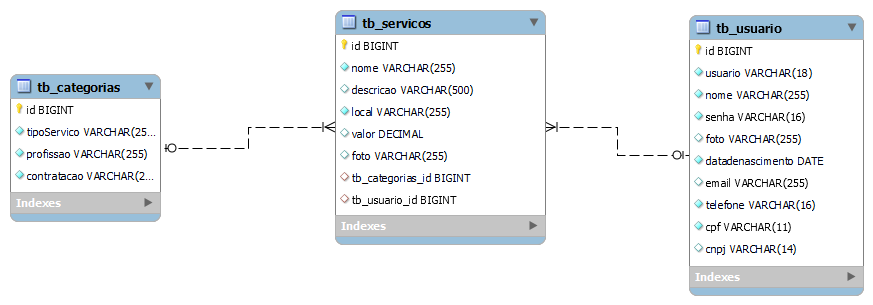 tb_categorias
id BIGINT
tipoServico VARCHAR(25...
profissao VARCHAR(255)
contratacao VARCHAR(2...
Indexes
tb_servicos
id BIGINT
nome VARCHAR(255)
descricao VARCHAR(500)
local VARCHAR(255)
valor DECIMAL
foto VARCHAR(255)
tb_categorias_id BIGINT
tb_usuario_id BIGINT
Indexes
tb_usuario
id BIGINT
usuario VARCHAR(18)
nome VARCHAR(255)
senha VARCHAR(16)
foto VARCHAR(255)
datadenascimento DATE
email VARCHAR(255)
telefone VARCHAR(16)
cpf VARCHAR(11)
cnpj VARCHAR(14)
Indexes